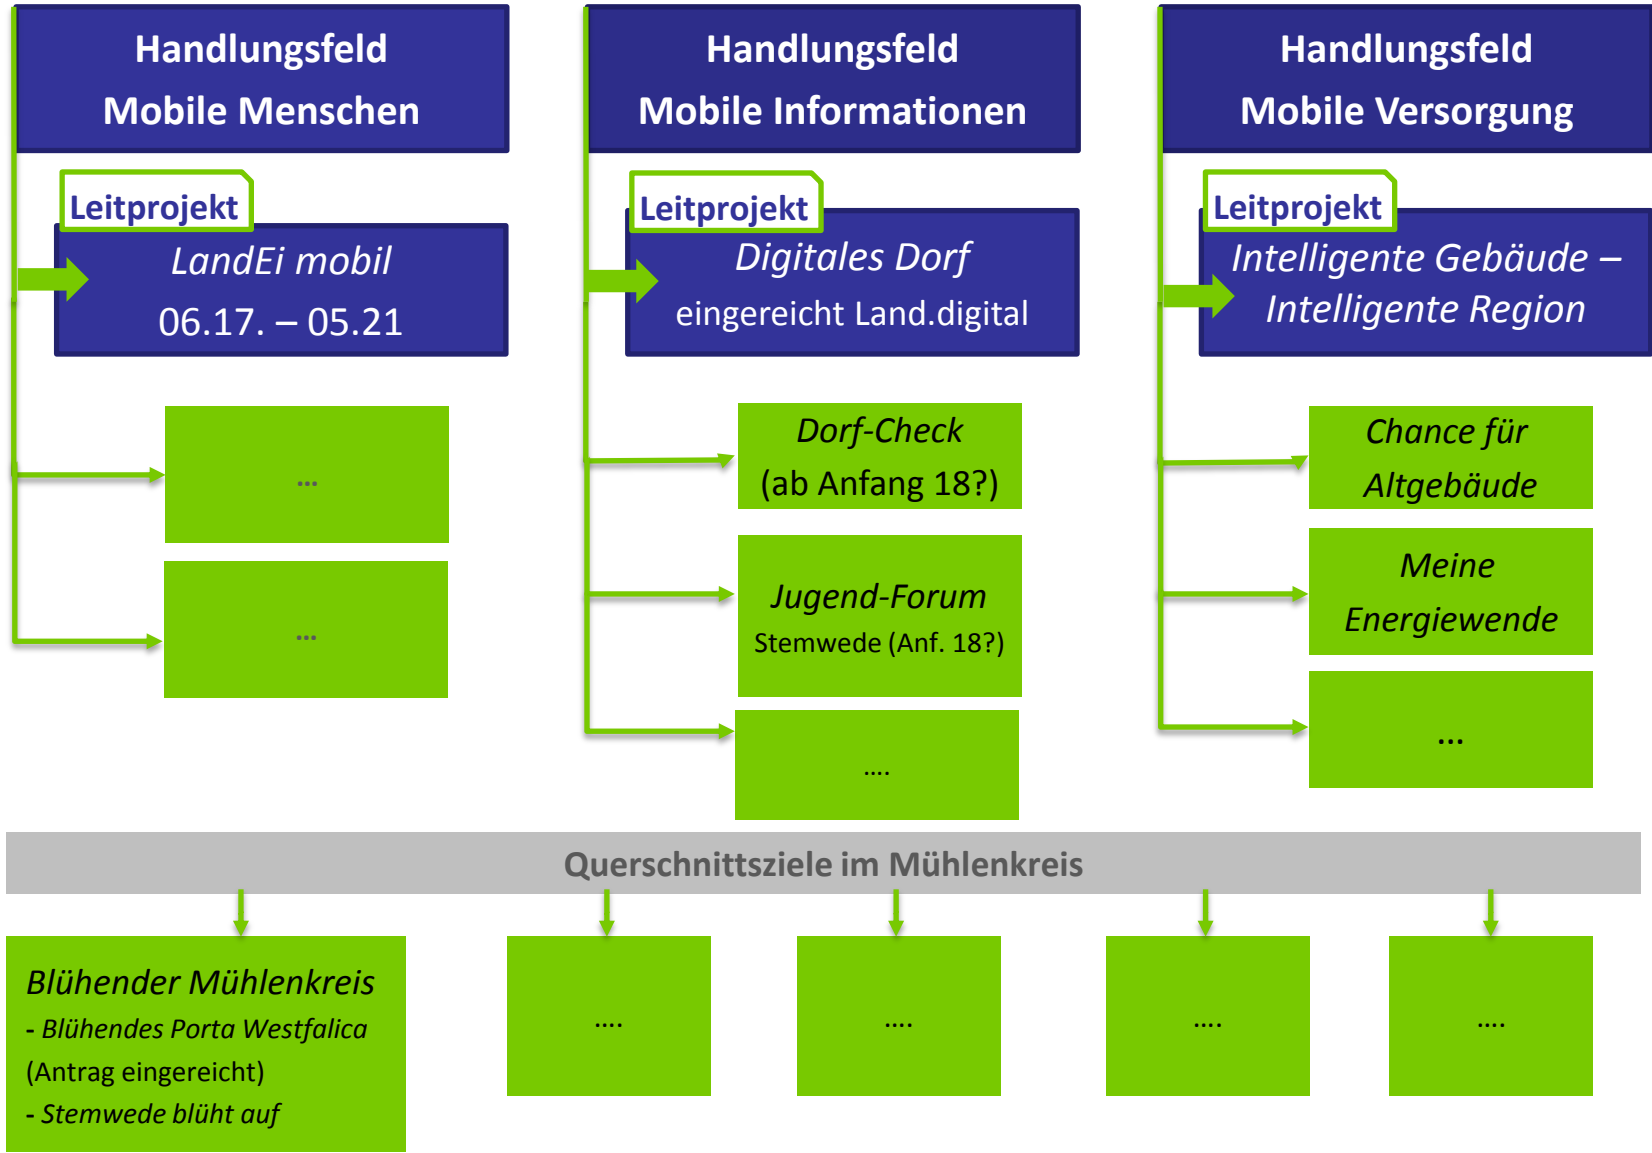 Handlungsfeld
Mobile Menschen
Leitprojekt
LandEi mobil
06.17. – 05.21
...
...
Handlungsfeld
Mobile Informationen
Leitprojekt
Digitales Dorf
eingereicht Land.digital
Dorf-Check
(ab Anfang 18?)
Jugend-Forum
Stemwede (Anf. 18?)
....
Handlungsfeld
Mobile Versorgung
Leitprojekt
Intelligente Gebäude –
Intelligente Region
Chance für
Altgebäude
Meine
Energiewende
...
Querschnittsziele im Mühlenkreis
Blühender Mühlenkreis
- Blühendes Porta Westfalica
(Antrag eingereicht)
- Stemwede blüht auf
....
....
....
....